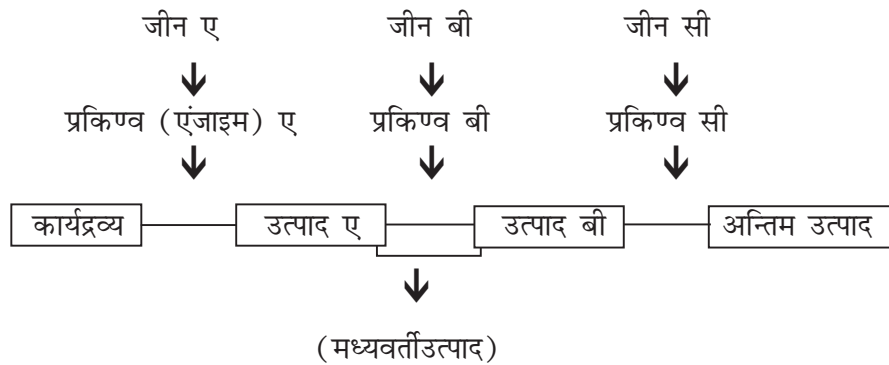 जीन ए जीन बी जीन सी
प्रकिण्व (एंजाइम) ए प्रकिण्व बी प्रकिण्व सी
कार्यद्रव्य उत्पाद ए उत्पाद बी अन्तिम उत्पाद
(मध्यवर्तीउत्पाद)